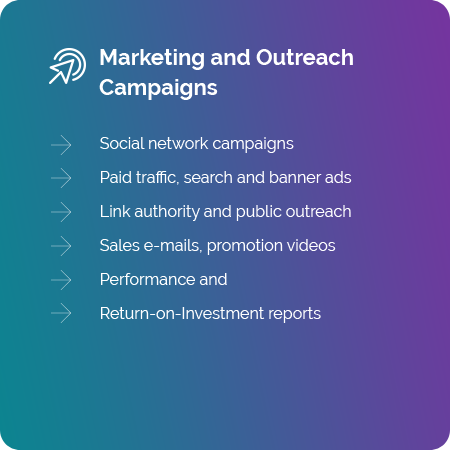 Marketing and Outreach
Campaigns
Social network campaigns
Paid traffic, search and banner ads
Link authority and public outreach
Sales e-mails, promotion videos
Performance and
Return-on-Investment reports